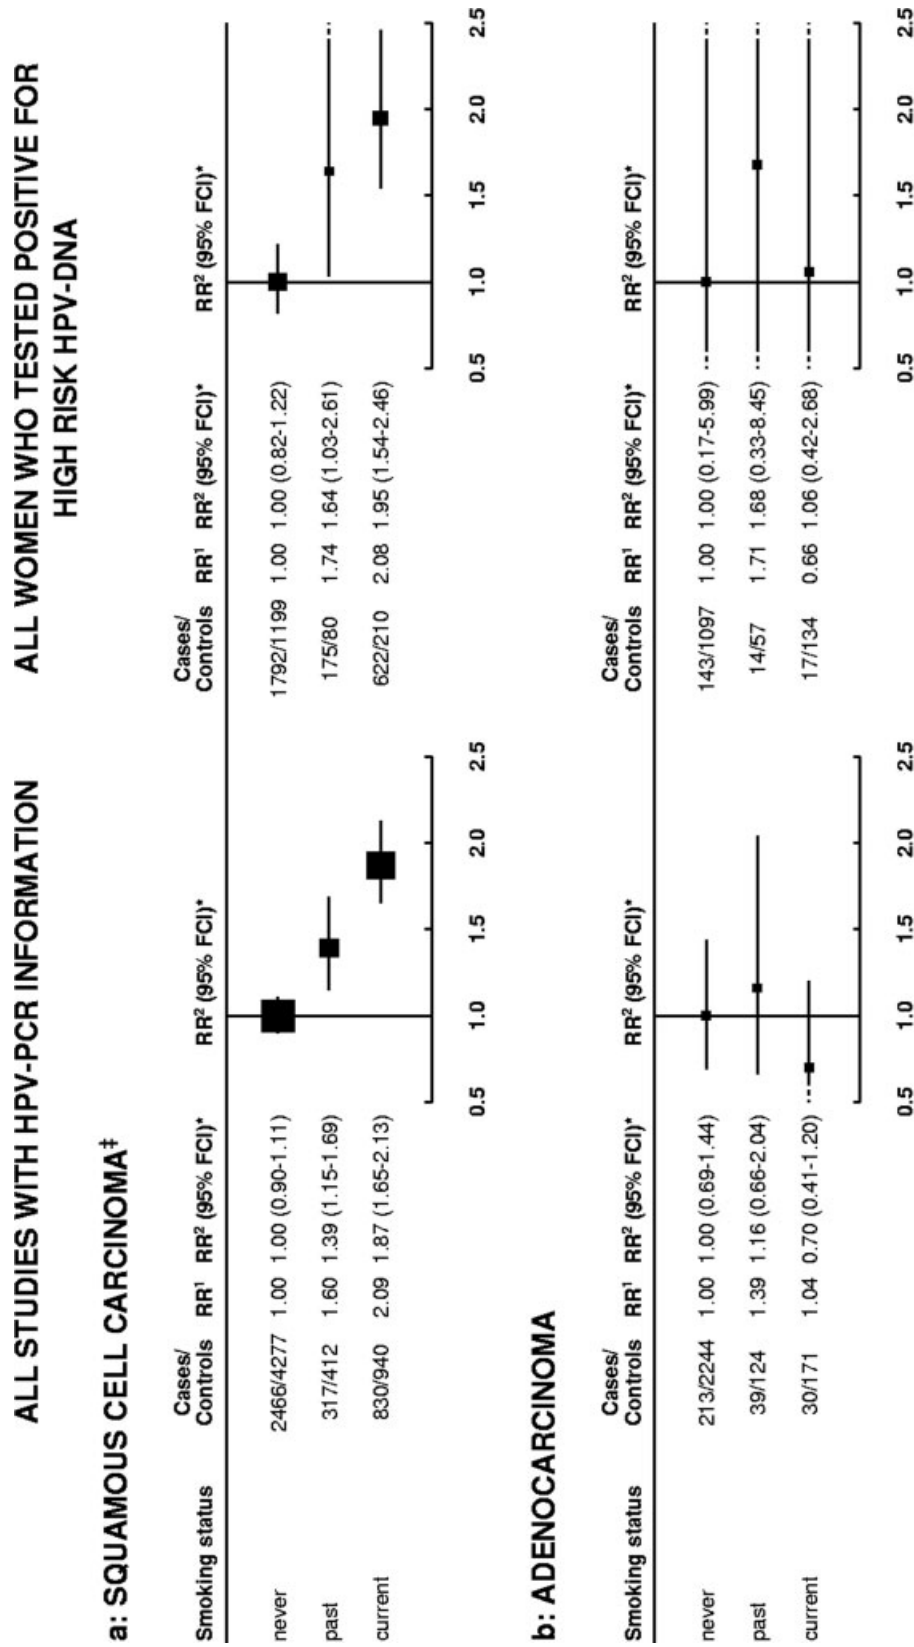 ALL STUDIES WITH HPV-PCR INFORMATION
ALL WOMEN WHO TESTED POSITIVE FOR
HIGH RISK HPV-DNA
a: SQUAMOUS CELL CARCINOMA‡
Smoking status Cases/ Controls RR¹ RR² (95% FCI)* RR² (95% FCI)* Cases/ Controls RR¹ RR² (95% FCI)* RR² (95% FCI)*
never 2466/4277 1.00 1.00 (0.90-1.11) 1792/1199 1.00 1.00 (0.82-1.22)
past 317/412 1.60 1.39 (1.15-1.69) 175/80 1.74 1.64 (1.03-2.61)
current 830/940 2.09 1.87 (1.65-2.13) 622/210 2.08 1.95 (1.54-2.46)
0.5 1.0 1.5 2.0 2.5 0.5 1.0 1.5 2.0 2.5
b: ADENOCARCINOMA
Smoking status Cases/ Controls RR¹ RR² (95% FCI)* RR² (95% FCI)* Cases/ Controls RR¹ RR² (95% FCI)* RR² (95% FCI)*
never 213/2244 1.00 1.00 (0.69-1.44) 143/1097 1.00 1.00 (0.17-5.99)
past 39/124 1.39 1.16 (0.66-2.04) 14/57 1.71 1.68 (0.33-8.45)
current 30/171 1.04 0.70 (0.41-1.20) 17/134 0.66 1.06 (0.42-2.68)
0.5 1.0 1.5 2.0 2.5 0.5 1.0 1.5 2.0 2.5